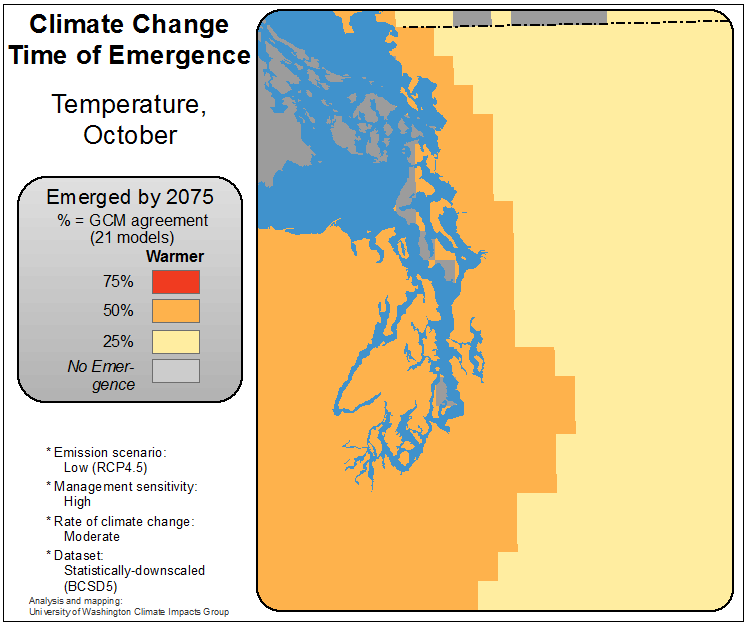 Climate Change
Time of Emergence
Temperature,
October
Emerged by 2075
% = GCM agreement
(21 models)
Warmer
75%
50%
25%
No Emer-
gence
* Emission scenario:
Low (RCP4.5)
* Management sensitivity:
High
* Rate of climate change:
Moderate
* Dataset:
Statistically-downscaled
(BCSD5)
Analysis and mapping:
University of Washington Climate Impacts Group